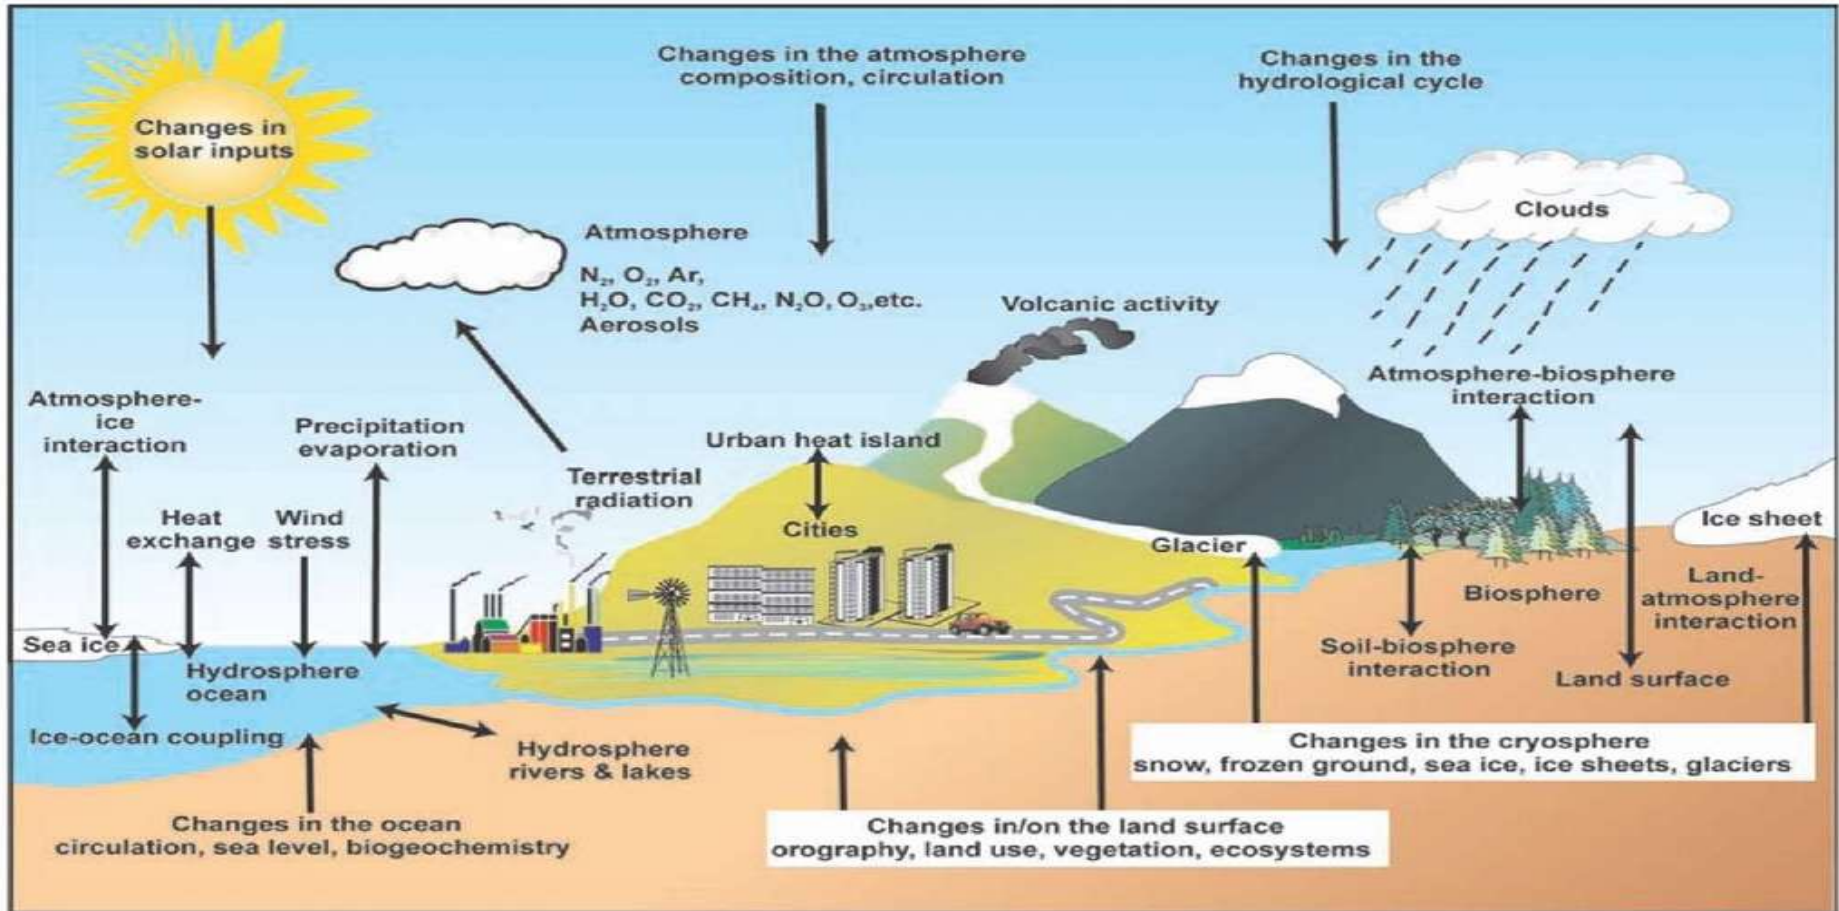 Changes in the atmosphere
composition, circulation
Changes in the
hydrological cycle
Changes in
solar inputs
Clouds
Atmosphere
N₂, O₂, Ar,
H₂O, CO₂, CH₄, N₂O, O₃,etc.
Aerosols
Volcanic activity
Atmosphere-biosphere
interaction
Atmosphere-
ice
interaction
Precipitation
evaporation
Urban heat island
Terrestrial
radiation
Heat
exchange
Wind
stress
Cities
Glacier
Ice sheet
Biosphere
Land-
atmosphere
interaction
Sea ice
Hydrosphere
ocean
Soil-biosphere
interaction
Land surface
Ice-ocean coupling
Hydrosphere
rivers & lakes
Changes in the cryosphere
snow, frozen ground, sea ice, ice sheets, glaciers
Changes in the ocean
circulation, sea level, biogeochemistry
Changes in/on the land surface
orography, land use, vegetation, ecosystems